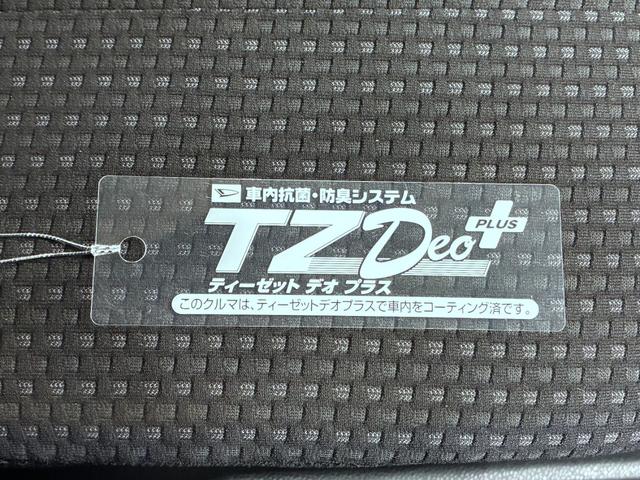 車内抗菌・防臭システム
TZ Deo PLUS
ティーゼット デオ プラス
このクルマは、ティーゼットデオプラスで車内をコーティング済です。